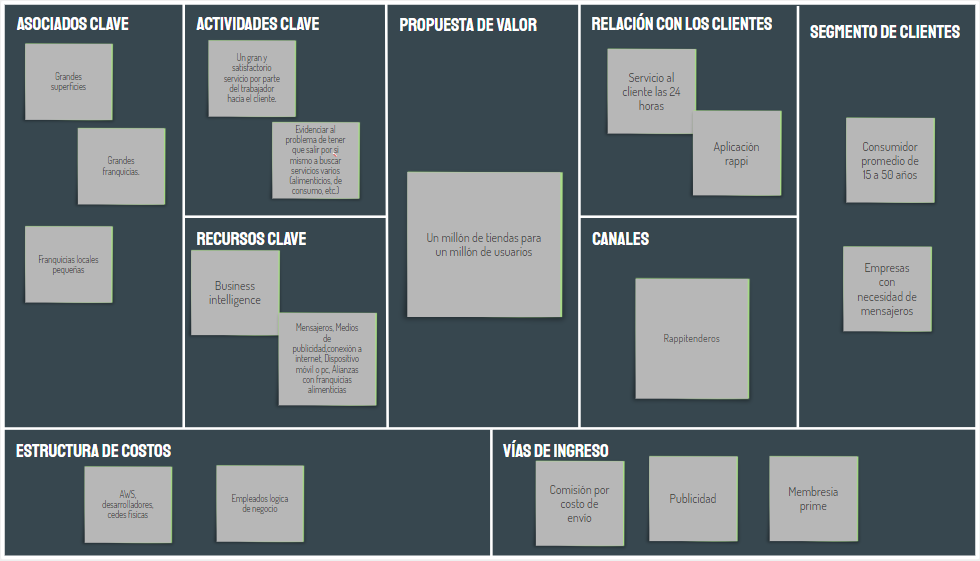 ASOCIADOS CLAVE
Grandes
superficies
Grandes
franquicias.
Franquicias locales
pequeñas
ACTIVIDADES CLAVE
Un gran y
satisfactorio
servicio por parte
del trabajador
hacia el cliente.
Evidenciar al
problema de tener
que salir por si
mismo a buscar
servicios varios
(alimenticios, de
consumo, etc.)
RECURSOS CLAVE
Business
intelligence
Mensajeros, Medios
de
publicidad,conexión a
internet, Dispositivo
móvil o pc, Alianzas
con franquicias
alimenticias
PROPUESTA DE VALOR
Un millón de tiendas para
un millón de usuarios
RELACIÓN CON LOS CLIENTES
Servicio al
cliente las 24
horas
Aplicación
rappi
CANALES
Rappitenderos
SEGMENTO DE CLIENTES
Consumidor
promedio de
15 a 50 años
Empresas
con
necesidad de
mensajeros
ESTRUCTURA DE COSTOS
AWS,
desarrolladores,
cedes fisicas
Empleados logica
de negocio
VÍAS DE INGRESO
Comisión por
costo de
envío
Publicidad
Membresia
prime